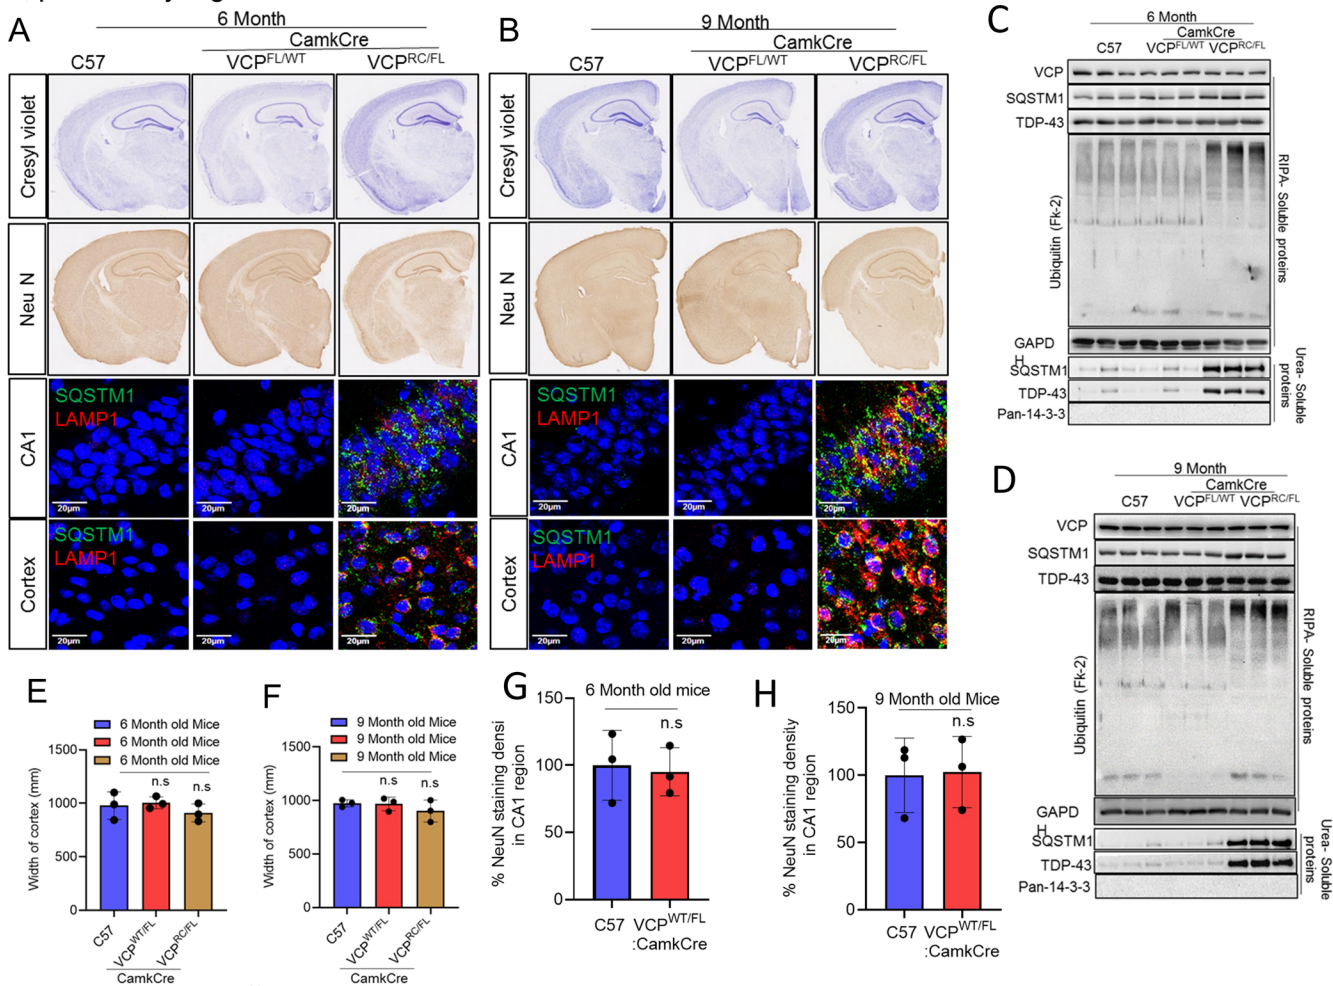 A
6 Month
CamkCre
C57
VCPFL/WT
VCPRC/FL
Cresyl violet
Neu N
CA1
Cortex
SQSTM1
LAMP1
20µm
20µm
20µm
SQSTM1
LAMP1
20µm
20µm
20µm
B
9 Month
CamkCre
C57
VCPFL/WT
VCPRC/FL
Cresyl violet
Neu N
CA1
Cortex
SQSTM1
LAMP1
20µm
20µm
20µm
SQSTM1
LAMP1
20µm
20µm
20µm
C
6 Month
CamkCre
C57 VCPFL/WT VCPRC/FL
VCP
SQSTM1
TDP-43
Ubiquitin (Fk-2)
GAPD
H
SQSTM1
TDP-43
Pan-14-3-3
RIPA- Soluble proteins
Urea- Soluble
proteins
D
9 Month
CamkCre
C57 VCPFL/WT VCPRC/FL
VCP
SQSTM1
TDP-43
Ubiquitin (Fk-2)
GAPD
H
SQSTM1
TDP-43
Pan-14-3-3
RIPA- Soluble proteins
Urea- Soluble
proteins
E
6 Month old Mice
6 Month old Mice
6 Month old Mice
Width of cortex (mm)
1500
1000
500
0
n.s
n.s
C57
VCPWT/FL
VCPRC/FL
CamkCre
F
9 Month old Mice
9 Month old Mice
9 Month old Mice
Width of cortex (mm)
1500
1000
500
0
n.s
n.s
C57
VCPWT/FL
VCPRC/FL
CamkCre
G
6 Month old mice
n.s
% NeuN staining densi
in CA1 region
150
100
50
0
C57
VCPWT/FL
:CamkCre
H
9 Month old Mice
n.s
% NeuN staining density
in CA1 region
150
100
50
0
C57
VCPWT/FL
:CamkCre